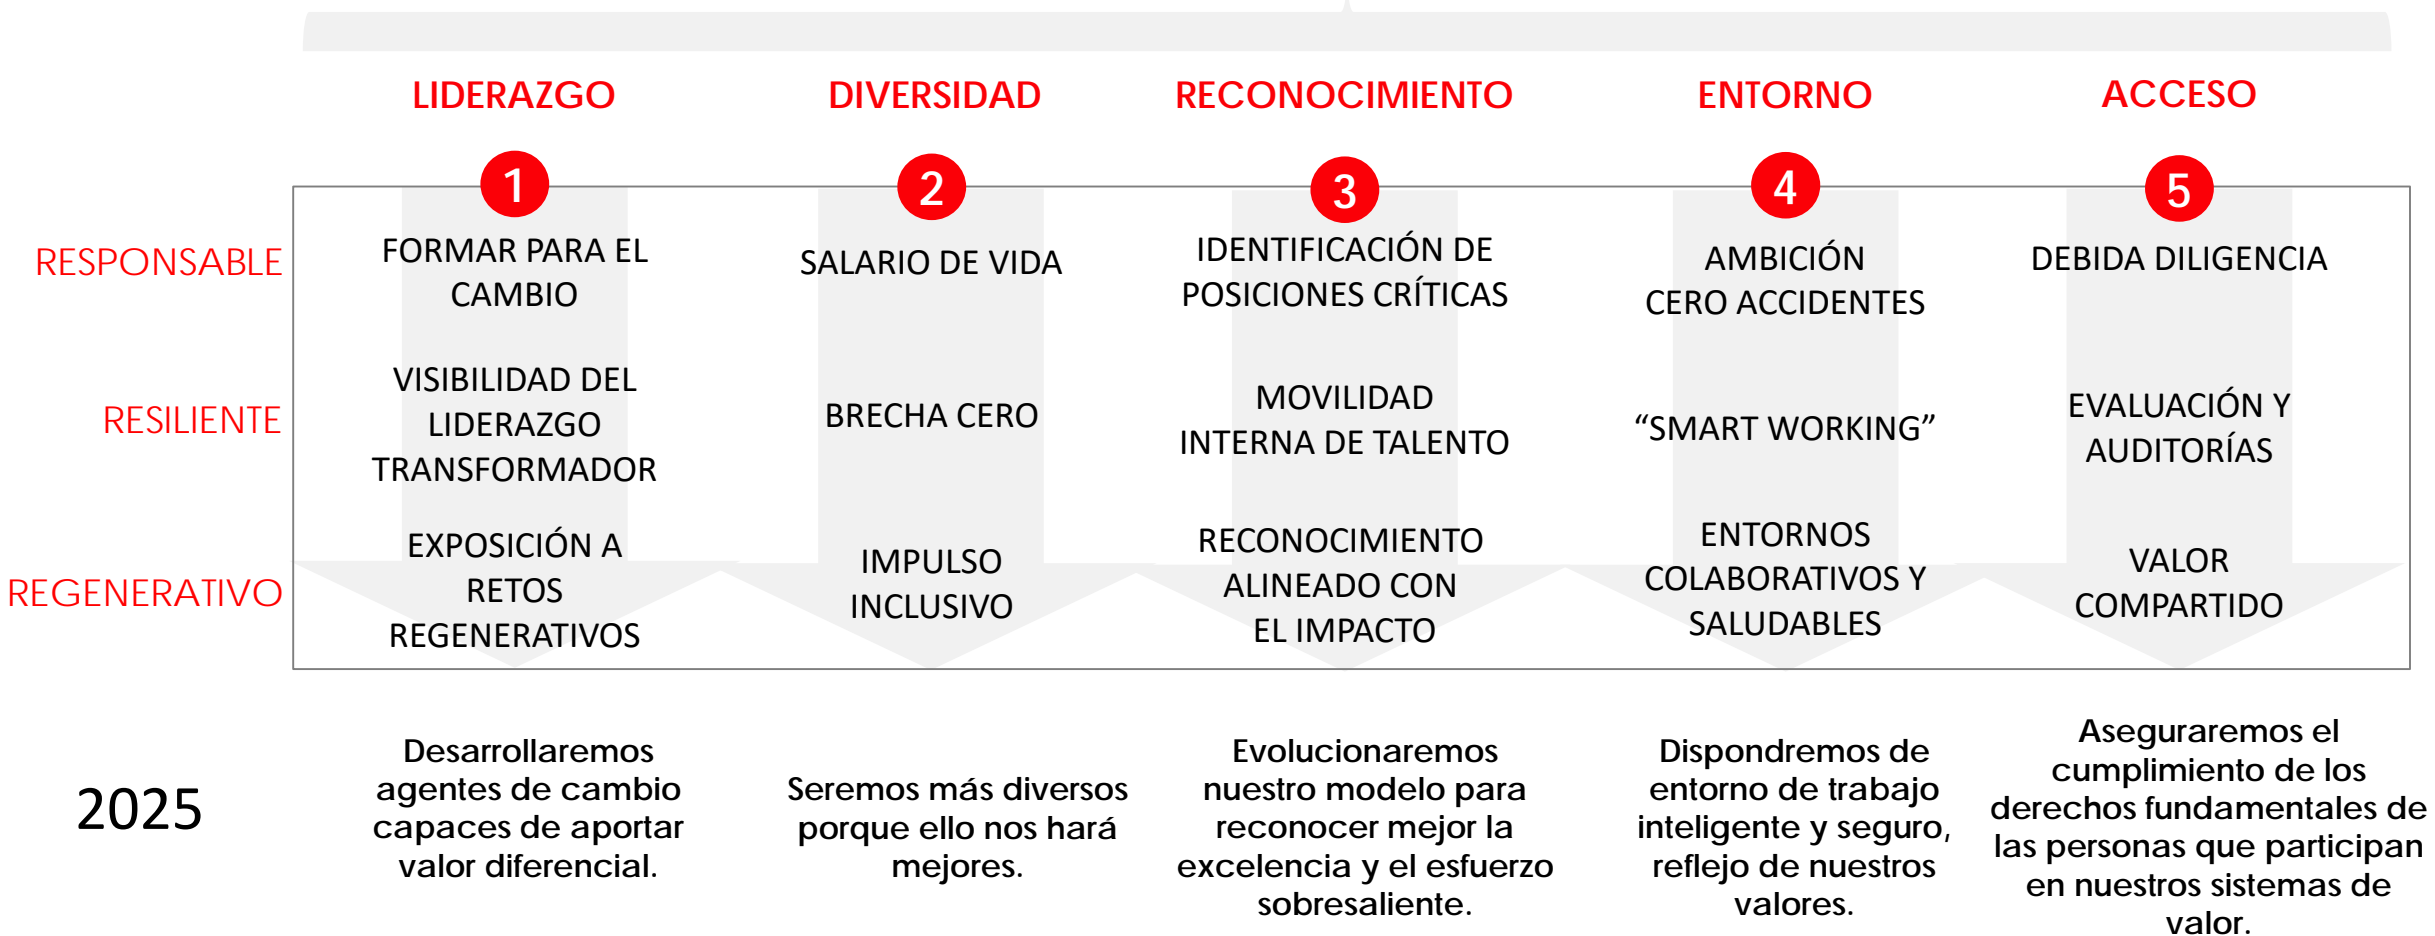 LIDERAZGO
DIVERSIDAD
RECONOCIMIENTO
ENTORNO
ACCESO
1
2
3
4
5
RESPONSABLE
FORMAR PARA EL
CAMBIO
SALARIO DE VIDA
IDENTIFICACIÓN DE
POSICIONES CRÍTICAS
AMBICIÓN
CERO ACCIDENTES
DEBIDA DILIGENCIA
RESILIENTE
VISIBILIDAD DEL
LIDERAZGO
TRANSFORMADOR
BRECHA CERO
MOVILIDAD
INTERNA DE TALENTO
“SMART WORKING”
EVALUACIÓN Y
AUDITORÍAS
REGENERATIVO
EXPOSICIÓN A
RETOS
REGENERATIVOS
IMPULSO
INCLUSIVO
RECONOCIMIENTO
ALINEADO CON
EL IMPACTO
ENTORNOS
COLABORATIVOS Y
SALUDABLES
VALOR
COMPARTIDO
2025
Desarrollaremos
agentes de cambio
capaces de aportar
valor diferencial.
Seremos más diversos
porque ello nos hará
mejores.
Evolucionaremos
nuestro modelo para
reconocer mejor la
excelencia y el esfuerzo
sobresaliente.
Dispondremos de
entorno de trabajo
inteligente y seguro,
reflejo de nuestros
valores.
Aseguraremos el
cumplimiento de los
derechos fundamentales de
las personas que participan
en nuestros sistemas de
valor.